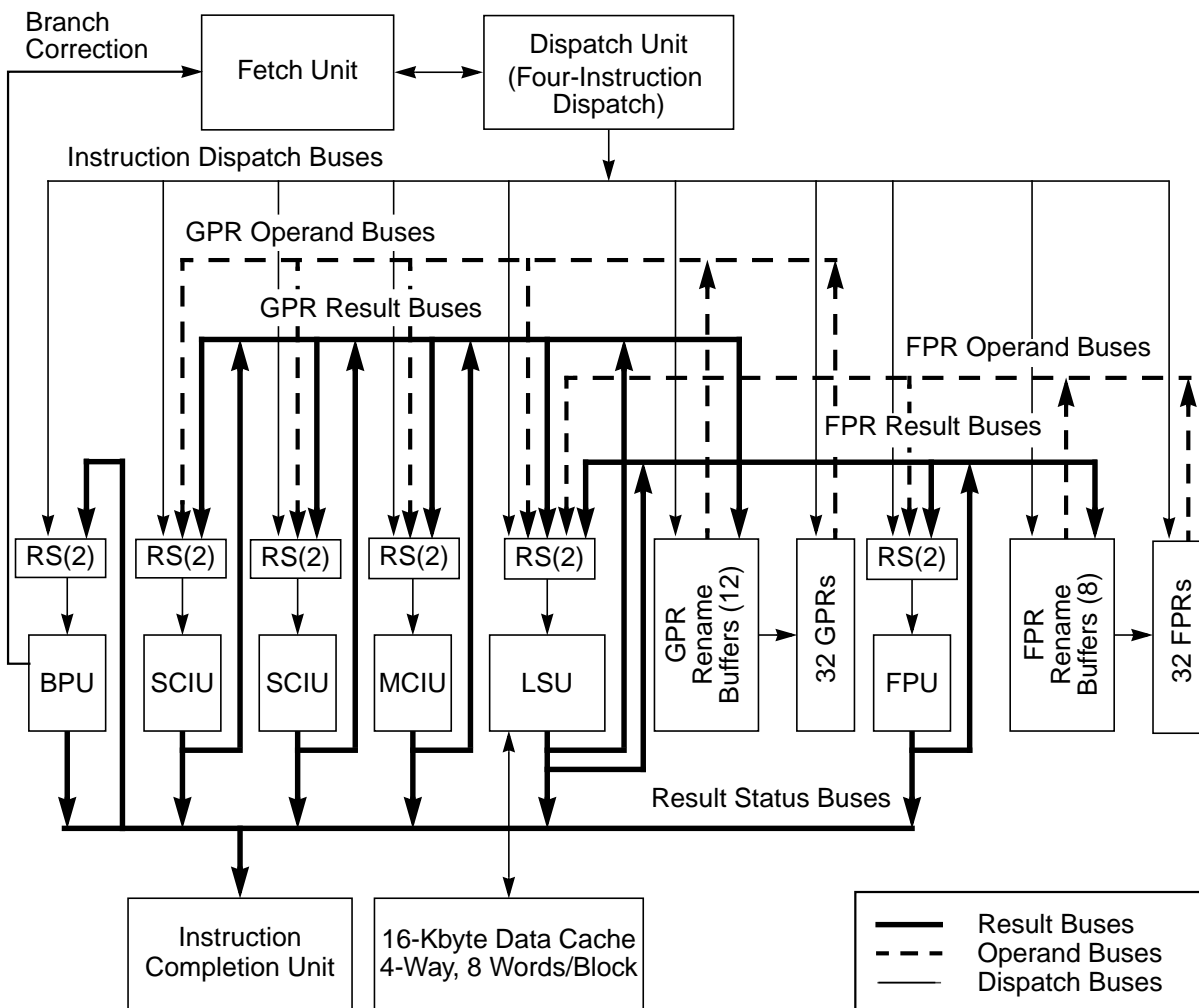 Branch
Correction
Fetch Unit
Dispatch Unit
(Four-Instruction
Dispatch)
Instruction Dispatch Buses
GPR Operand Buses
GPR Result Buses
FPR Operand Buses
FPR Result Buses
RS(2)
RS(2)
RS(2)
RS(2)
RS(2)
RS(2)
BPU
SCIU
SCIU
MCIU
LSU
GPR
Rename
Buffers (12)
32 GPRs
FPU
FPR
Rename
Buffers (8)
32 FPRs
Result Status Buses
Instruction
Completion Unit
16-Kbyte Data Cache
4-Way, 8 Words/Block
Result Buses
Operand Buses
Dispatch Buses